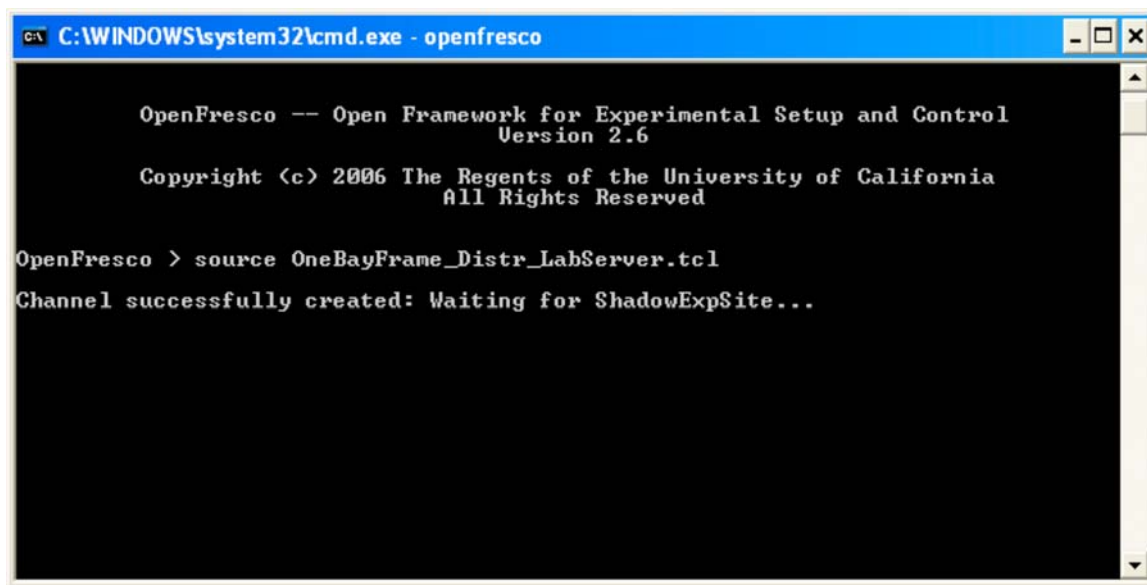 C:\WINDOWS\system32\cmd.exe - openfresco
OpenFresco -- Open Framework for Experimental Setup and Control
Version 2.6
Copyright (c) 2006 The Regents of the University of California
All Rights Reserved
OpenFresco > source OneBayFrame_Distr_LabServer.tcl
Channel successfully created: Waiting for ShadowExpSite...